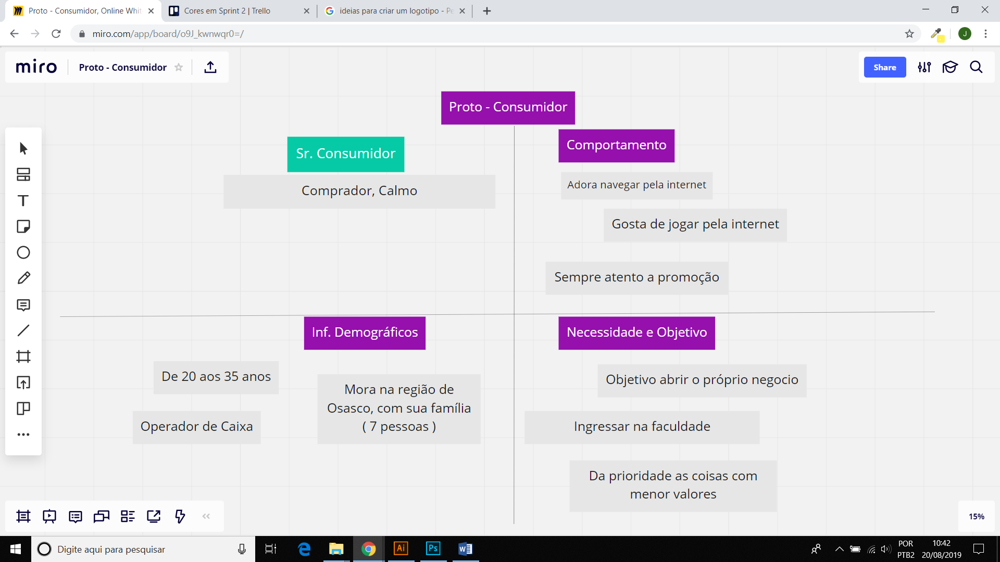 Proto - Consumidor, Online Whit
Cores em Sprint 2 | Trello
ideias para criar um logotipo - Pe
miro.com/app/board/o9J_kwnwqr0=/
J
miro
Proto - Consumidor
Share
Proto - Consumidor
Sr. Consumidor
Comprador, Calmo
Comportamento
Adora navegar pela internet
Gosta de jogar pela internet
Sempre atento a promoção
Inf. Demográficos
De 20 aos 35 anos
Operador de Caixa
Mora na região de
Osasco, com sua família
( 7 pessoas )
Necessidade e Objetivo
Objetivo abrir o próprio negocio
Ingressar na faculdade
Da prioridade as coisas com
menor valores
15%
Digite aqui para pesquisar
Ai
Ps
W
POR
PTB2
10:42
20/08/2019